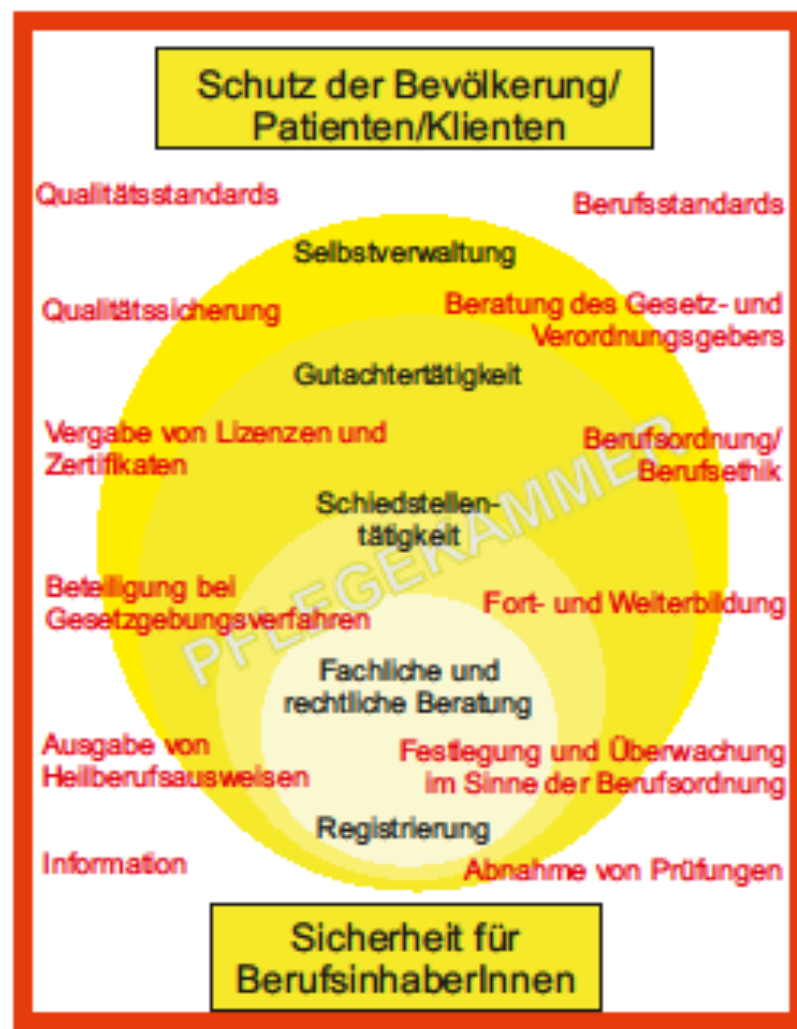 Schutz der Bevölkerung/
Patienten/Klienten
Qualitätsstandards
Berufsstandards
Selbstverwaltung
Qualitätssicherung
Beratung des Gesetz- und
Verordnungsgebers
Gutachtertätigkeit
Vergabe von Lizenzen und
Zertifikaten
Berufsordnung/
Berufsethik
Schiedstellen-
tätigkeit
PFLEGEKAMMER
Beteiligung bei
Gesetzgebungsverfahren
Fort- und Weiterbildung
Fachliche und
rechtliche Beratung
Ausgabe von
Heilberufsausweisen
Festlegung und Überwachung
im Sinne der Berufsordnung
Registrierung
Information
Abnahme von Prüfungen
Sicherheit für
BerufsinhaberInnen